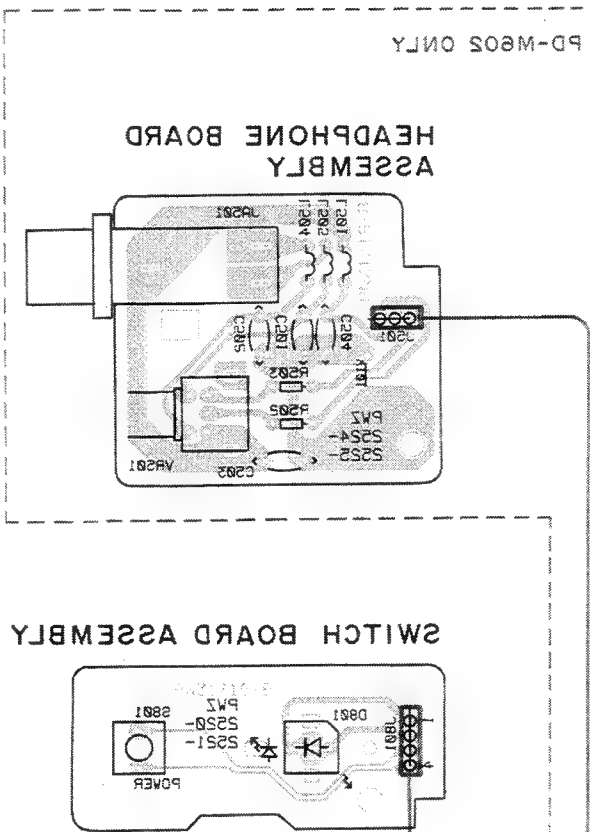 PD-M602 ONLY
HEADPHONE BOARD
ASSEMBLY
JA501
L504
L505
L501
C502
C501
C504
J501
R503
R502
PWZ
2524-
2525-
VR501
C503
SWITCH BOARD ASSEMBLY
PWZ
2520-
2521-
S801
D801
J801
POWER